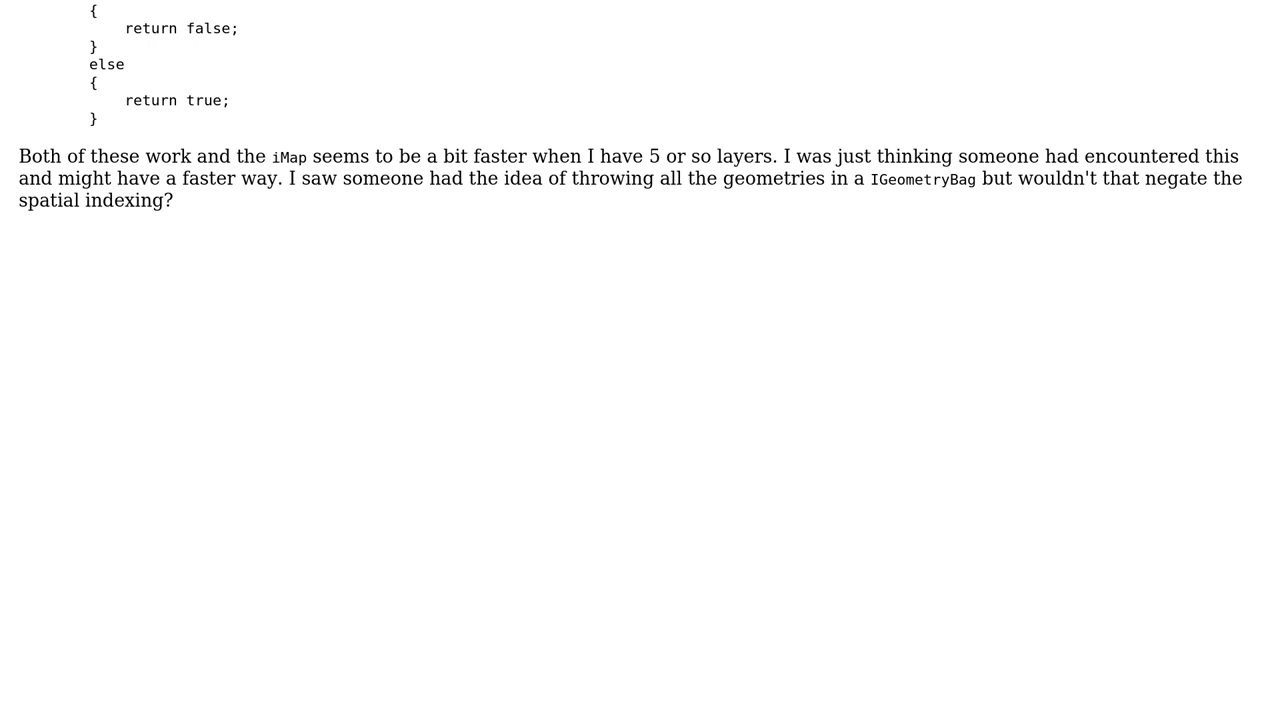 {
    return false;
}
else
{
    return true;
}
Both of these work and the iMap seems to be a bit faster when I have 5 or so layers. I was just thinking someone had encountered this
and might have a faster way. I saw someone had the idea of throwing all the geometries in a IGeometryBag but wouldn't that negate the
spatial indexing?